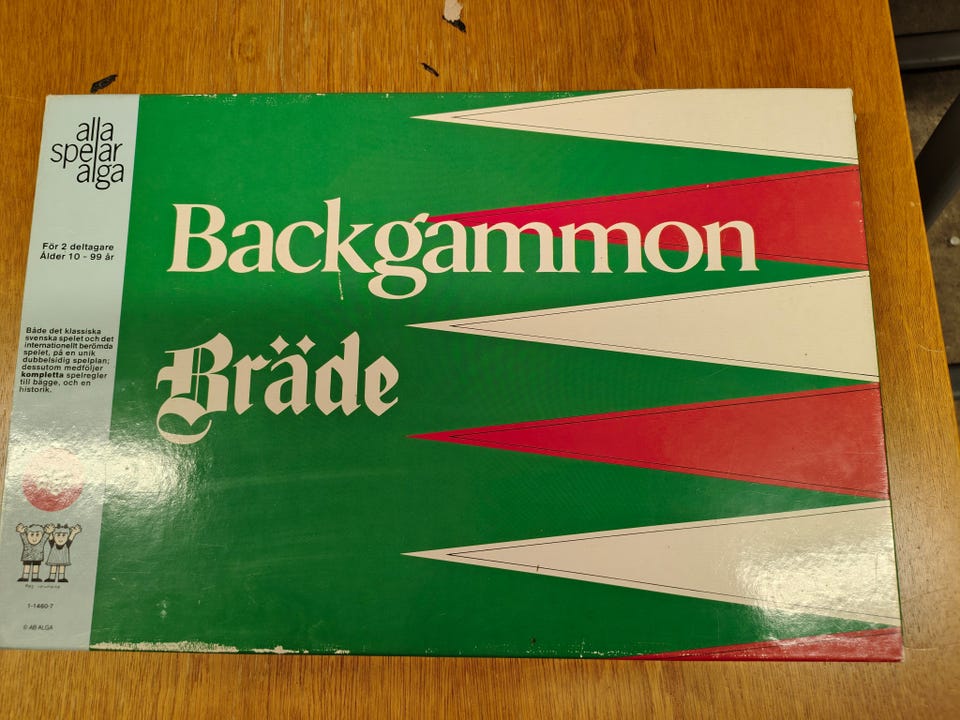 alla
spelar
alga
För 2 deltagare
Ålder 10 - 99 år
Både det klassiska
svenska spelet och det
internationellt berömda
spelet, på en unik
dubbelsidig spelplan;
dessutom medföljer
kompletta spelregler
till bägge, och en
historik.
1-1460-7
© AB ALGA
Backgammon
Bräde